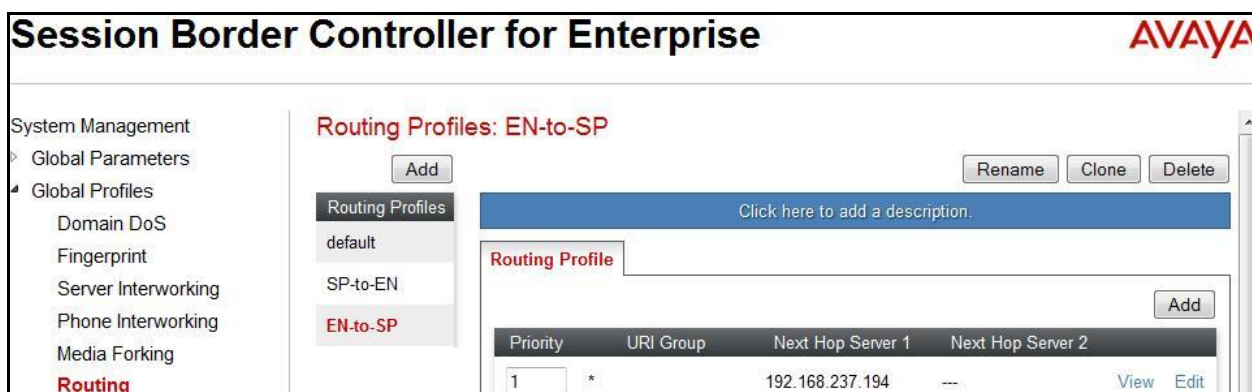 Session Border Controller for Enterprise
AVAYA
System Management
Global Parameters
Global Profiles
Domain DoS
Fingerprint
Server Interworking
Phone Interworking
Media Forking
Routing
Routing Profiles: EN-to-SP
Add
Rename Clone Delete
Routing Profiles
default
SP-to-EN
EN-to-SP
Click here to add a description.
Routing Profile
Add
Priority URI Group Next Hop Server 1 Next Hop Server 2
1 * 192.168.237.194 --- View Edit